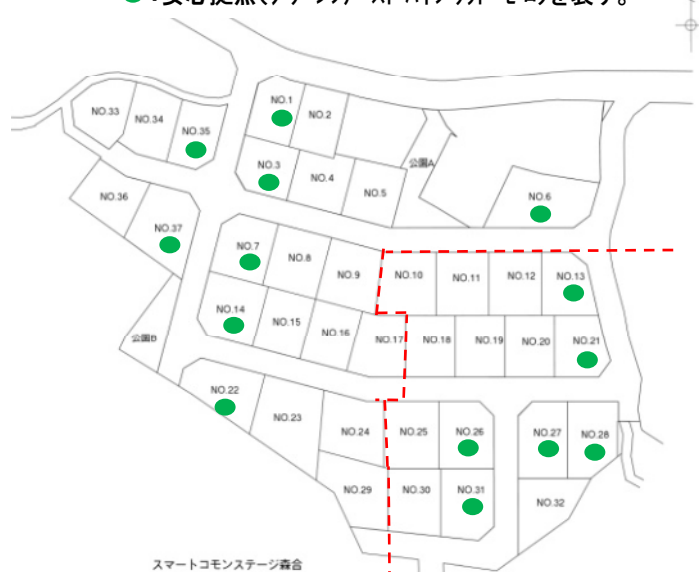 NO.1
NO.2
NO.33
NO.34
NO.35
NO.3
NO.4
NO.5
公園A
NO.6
NO.36
NO.37
NO.7
NO.8
NO.9
NO.10
NO.11
NO.12
NO.13
NO.14
NO.15
NO.16
NO.17
NO.18
NO.19
NO.20
NO.21
公園B
NO.22
NO.23
NO.24
NO.25
NO.26
NO.27
NO.28
NO.29
NO.30
NO.31
NO.32
スマートコモンステージ森合